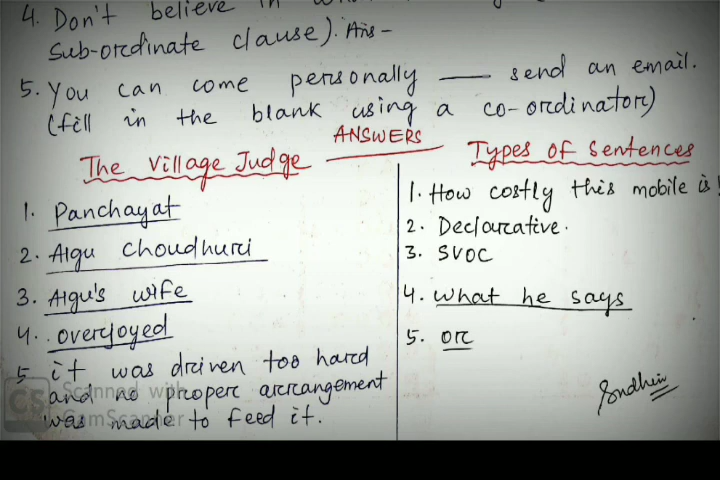 4. Don't believe in
Sub-ordinate clause). Ans-
5. You can come personally ___ send an email.
(fill in the blank using a co-ordinator)
ANSWERS
The Village Judge
1. Panchayat
2. Algu Choudhuri
3. Algu's wife
4. overjoyed
5 it was driven too hard
and no proper arrangement
was made to feed it.
Types of Sentences
1. How costly this mobile is!
2. Declarative.
3. SVOC
4. what he says
5. or
CS Scanned with
CamScanner